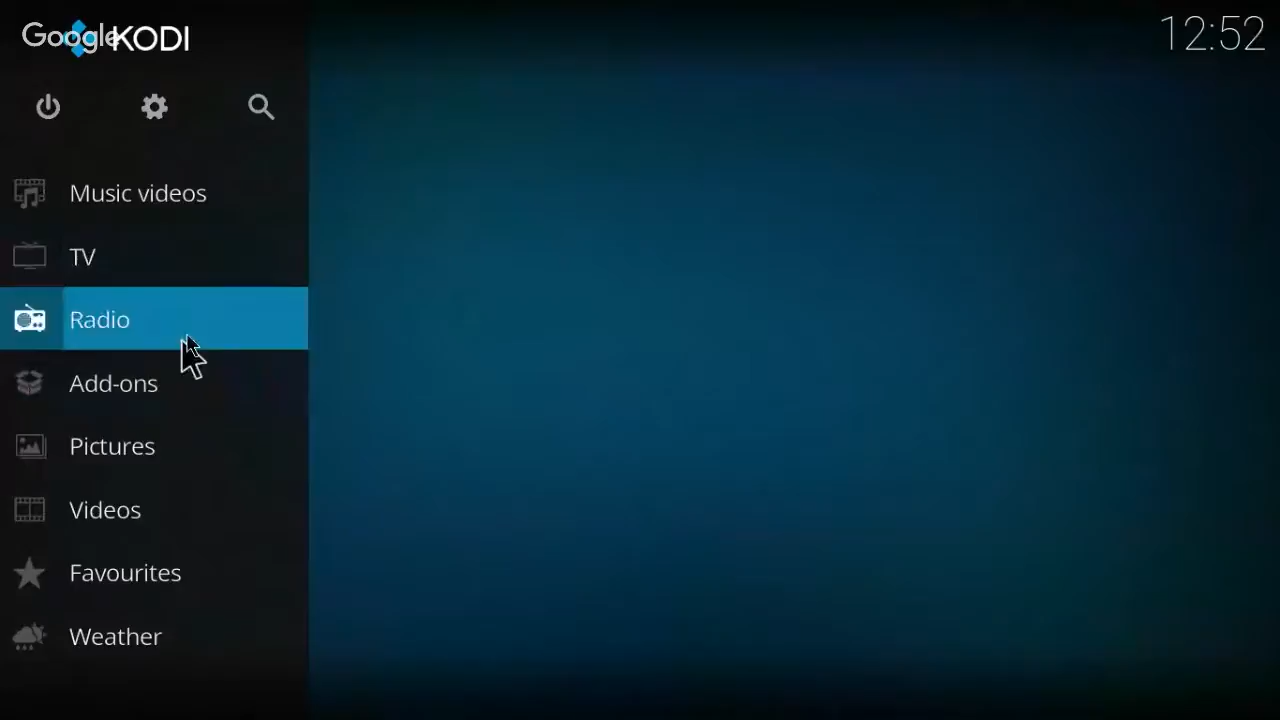 Google
KODI
12:52
Music videos
TV
Radio
Add-ons
Pictures
Videos
Favourites
Weather